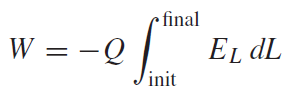 W = −Q ∫_init^final E_L dL